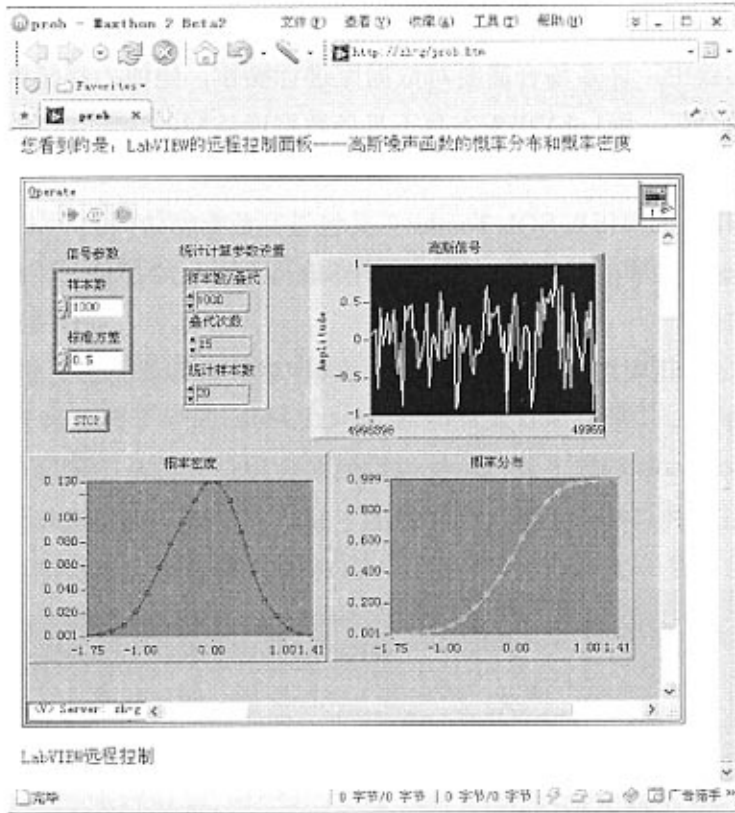 prob - Maxthon 2 Beta2 文件(F) 查看(V) 收藏(A) 工具(T) 帮助(H)
http://zh-g/prob.htm
Favorites
prob
您看到的是：LabVIEW的远程控制面板——高斯噪声函数的概率分布和概率密度
Operate
信号参数
样本数
1000
标准方差
0.5
STOP
统计计算参数设置
样本数/叠代
1000
叠代次数
25
统计样本数
20
高斯信号
Amplitude
1
0.5
0
-0.5
-1
4998898
49989
概率密度
0.130
0.100
0.080
0.060
0.040
0.020
0.001
-1.75 -1.00 0.00 1.00 1.41
概率分布
0.999
0.800
0.600
0.400
0.200
0.001
-1.75 -1.00 0.00 1.00 1.41
Server: zh-g
LabVIEW远程控制
完毕 0 字节/0 字节 0 字节/0 字节 广告猎手